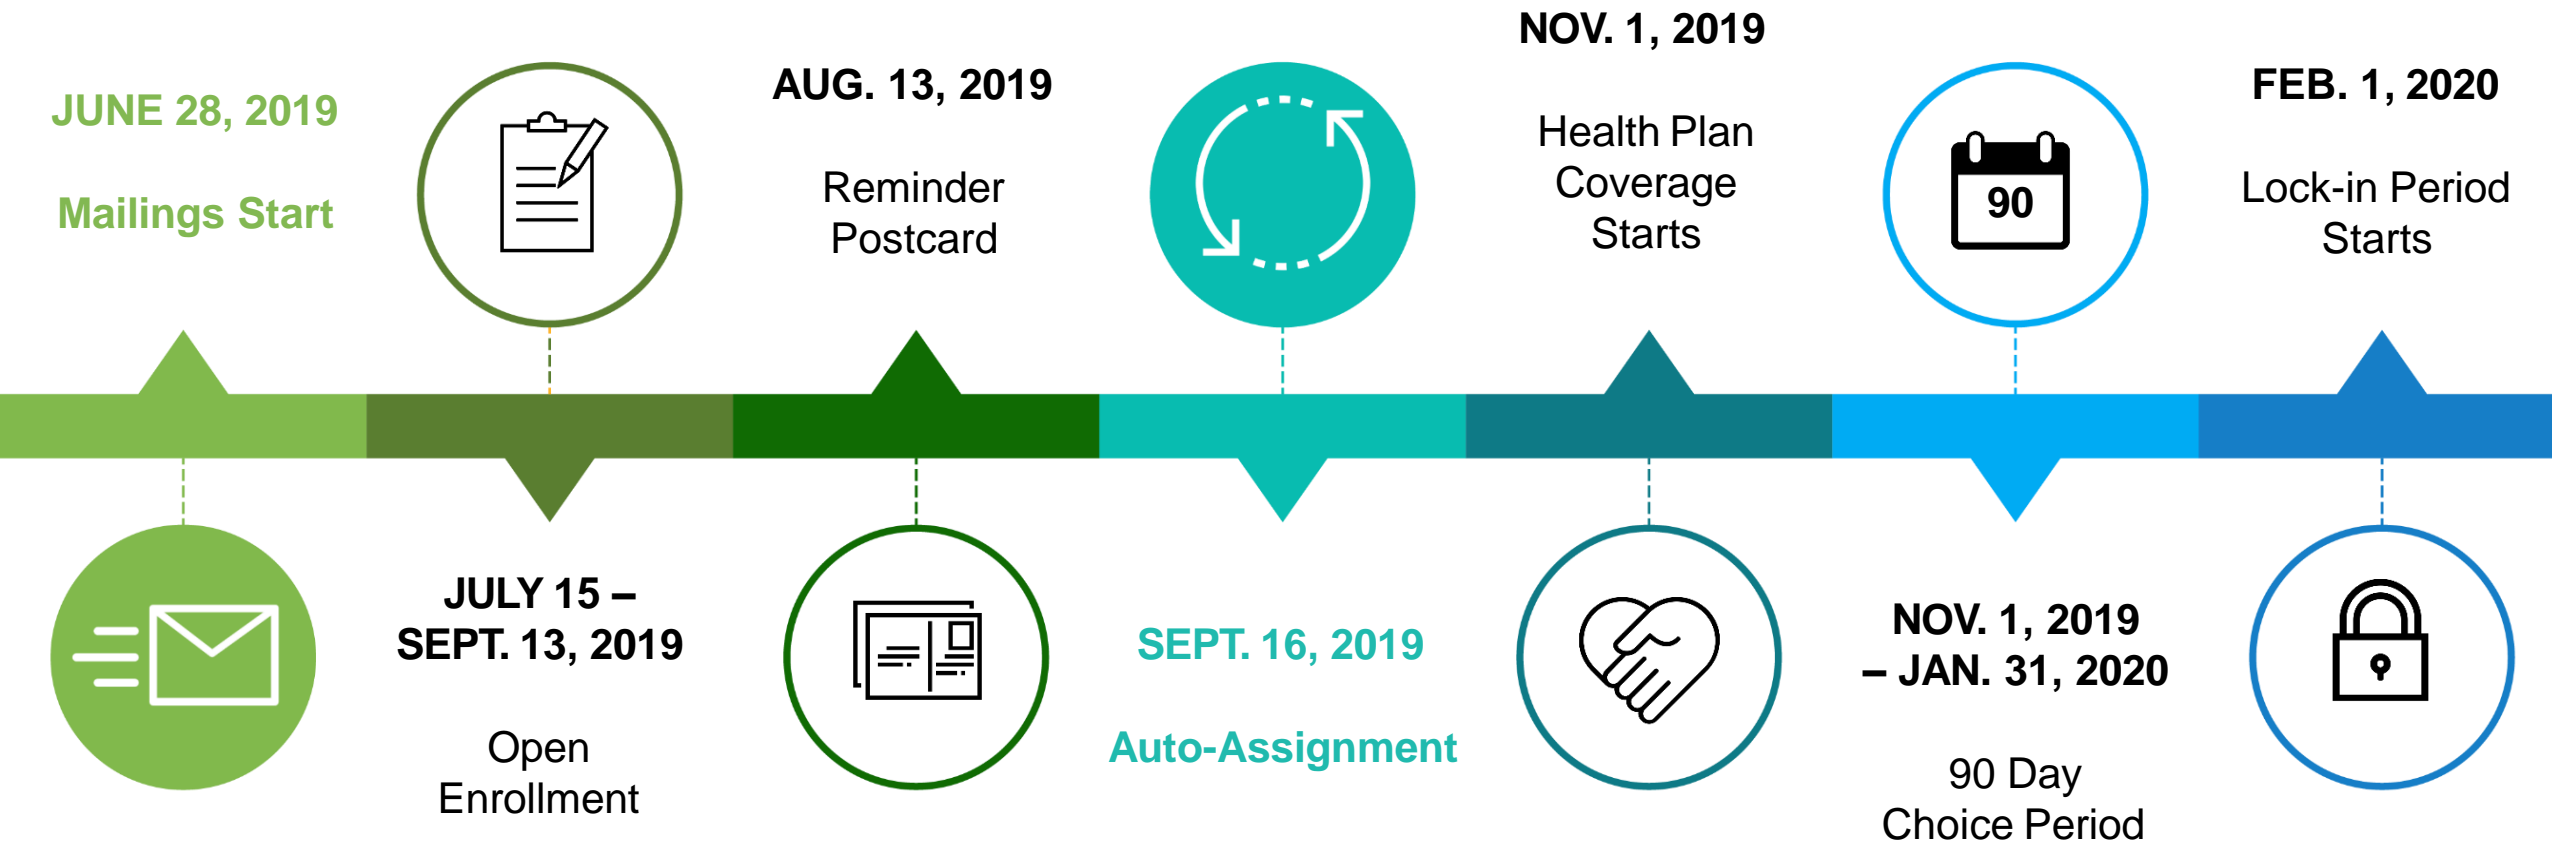 JUNE 28, 2019
Mailings Start
JULY 15 –
SEPT. 13, 2019
Open
Enrollment
AUG. 13, 2019
Reminder
Postcard
SEPT. 16, 2019
Auto-Assignment
NOV. 1, 2019
Health Plan
Coverage
Starts
90
NOV. 1, 2019
– JAN. 31, 2020
90 Day
Choice Period
FEB. 1, 2020
Lock-in Period
Starts